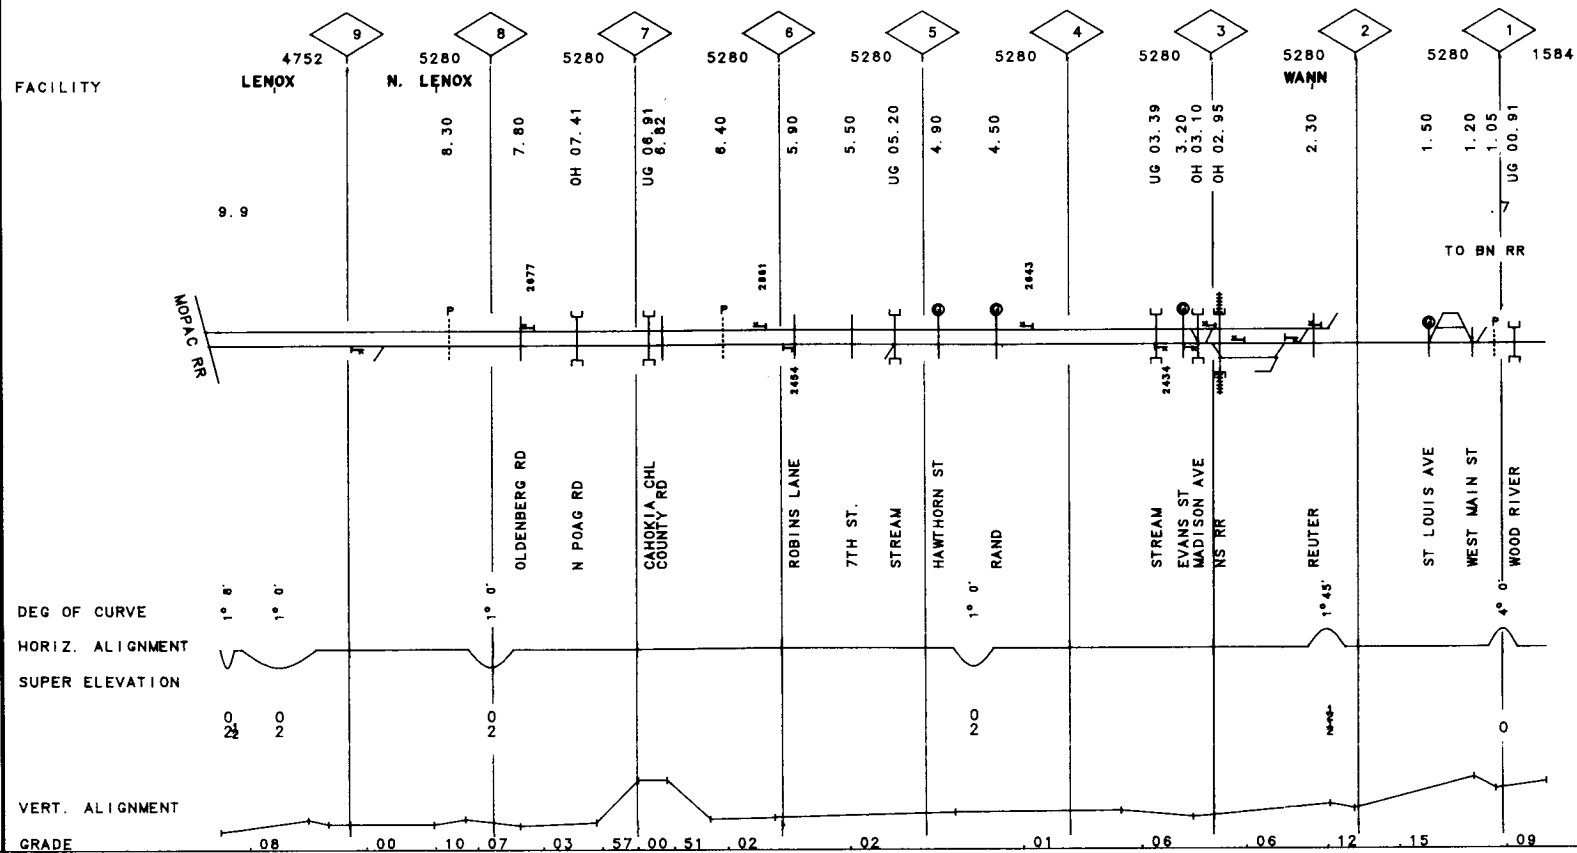 9 8 7 6 5 4 3 2 1
4752 5280 5280 5280 5280 5280 5280 5280 5280 1584
FACILITY LENOX N. LENOX WANN
8.30
7.80
OH 07.41
UG 06.91
6.82
6.40
5.90
5.50
UG 05.20
4.90
4.50
UG 03.39
3.20
OH 03.10
OH 02.95
2.30
1.50
1.20
1.05
UG 00.91
9.9 .7
TO BN RR
MOPAC RR
P
2677
P
2661
2643
P
2454
2434
OLDENBERG RD
N POAG RD
CAHOKIA CHL
COUNTY RD
ROBINS LANE
7TH ST.
STREAM
HAWTHORN ST
RAND
STREAM
EVANS ST
MADISON AVE
NS RR
REUTER
ST LOUIS AVE
WEST MAIN ST
WOOD RIVER
DEG OF CURVE 1° 8' 1° 0' 1° 0' 1° 0' 1° 45' 4° 0'
HORIZ. ALIGNMENT
SUPER ELEVATION
0 0 0 0 0
2½ 2 2 2
VERT. ALIGNMENT
GRADE .08 .00 .10 .07 .03 .57 .00 .51 .02 .02 .01 .06 .06 .12 .15 .09